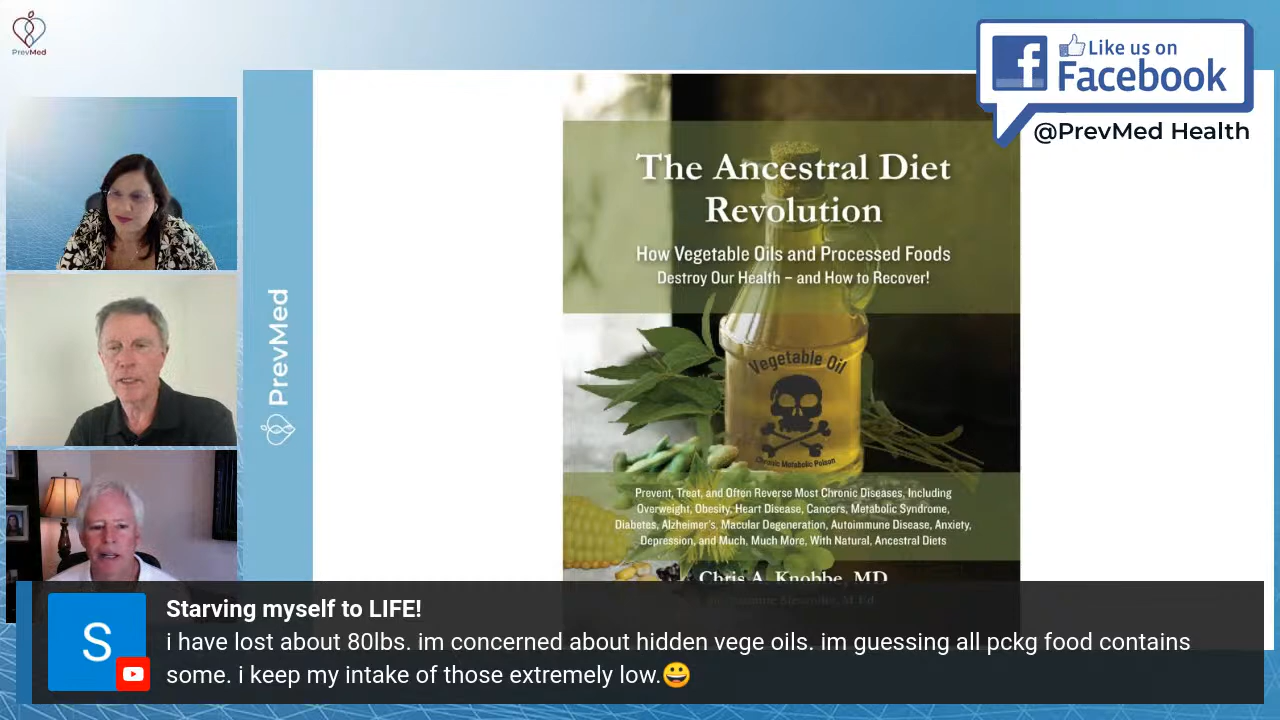 PrevMed
Like us on
Facebook
@PrevMed Health
The Ancestral Diet
Revolution
How Vegetable Oils and Processed Foods
Destroy Our Health – and How to Recover!
PrevMed
Vegetable Oil
Chronic Metabolic Poison
Prevent, Treat, and Often Reverse Most Chronic Diseases, Including
Overweight, Obesity, Heart Disease, Cancers, Metabolic Syndrome,
Diabetes, Alzheimer's, Macular Degeneration, Autoimmune Disease, Anxiety,
Depression, and Much, Much More, With Natural, Ancestral Diets
Chris A. Knobbe, MD
S
Starving myself to LIFE!
i have lost about 80lbs. im concerned about hidden vege oils. im guessing all pckg food contains
some. i keep my intake of those extremely low.😀